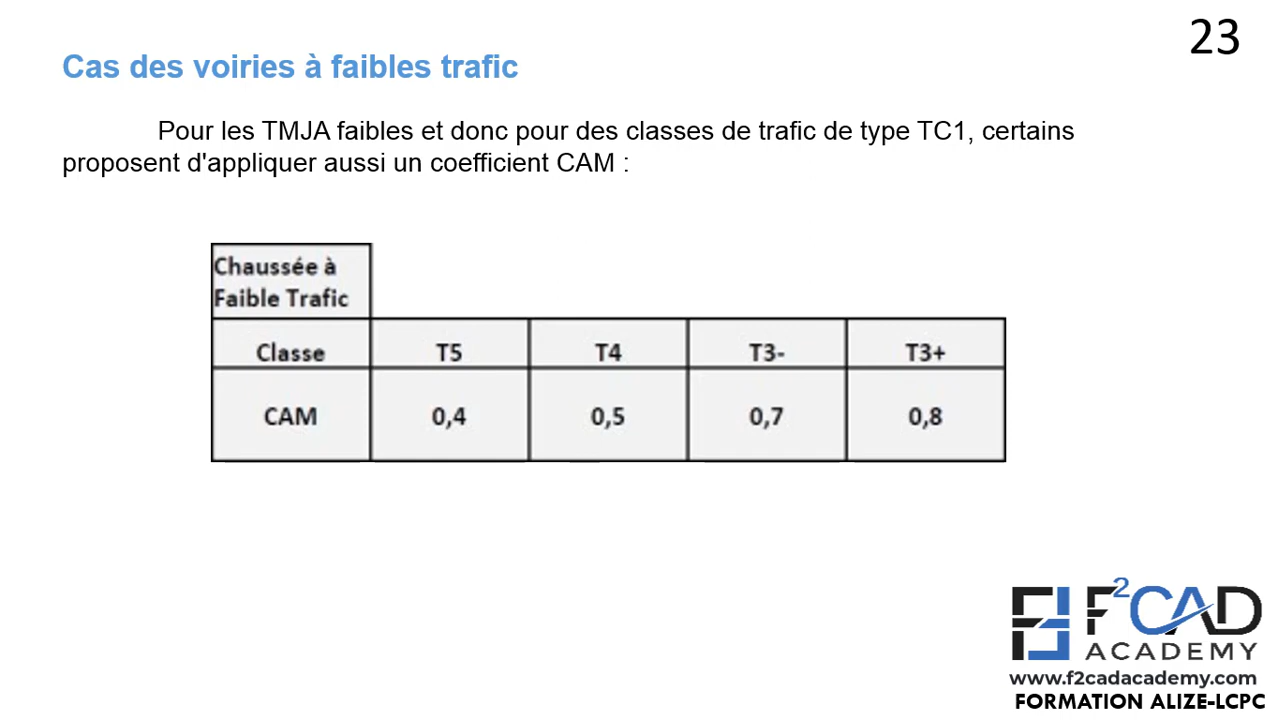 23
Cas des voiries à faibles trafic
Pour les TMJA faibles et donc pour des classes de trafic de type TC1, certains
proposent d'appliquer aussi un coefficient CAM :
Chaussée à
Faible Trafic
Classe T5 T4 T3- T3+
CAM 0,4 0,5 0,7 0,8
F²CAD
ACADEMY
www.f2cadacademy.com
FORMATION ALIZE-LCPC